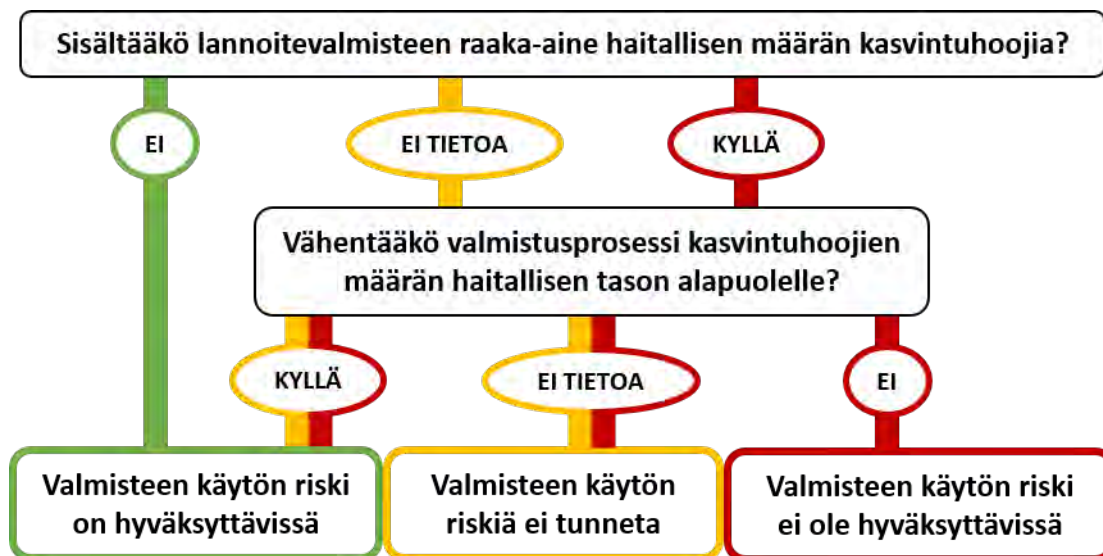 Sisältääkö lannoitevalmisteen raaka-aine haitallisen määrän kasvintuhoojia?
EI
EI TIETOA
KYLLÄ
Vähentääkö valmistusprosessi kasvintuhoojien
määrän haitallisen tason alapuolelle?
KYLLÄ
EI TIETOA
EI
Valmisteen käytön riski
on hyväksyttävissä
Valmisteen käytön
riskiä ei tunneta
Valmisteen käytön riski
ei ole hyväksyttävissä